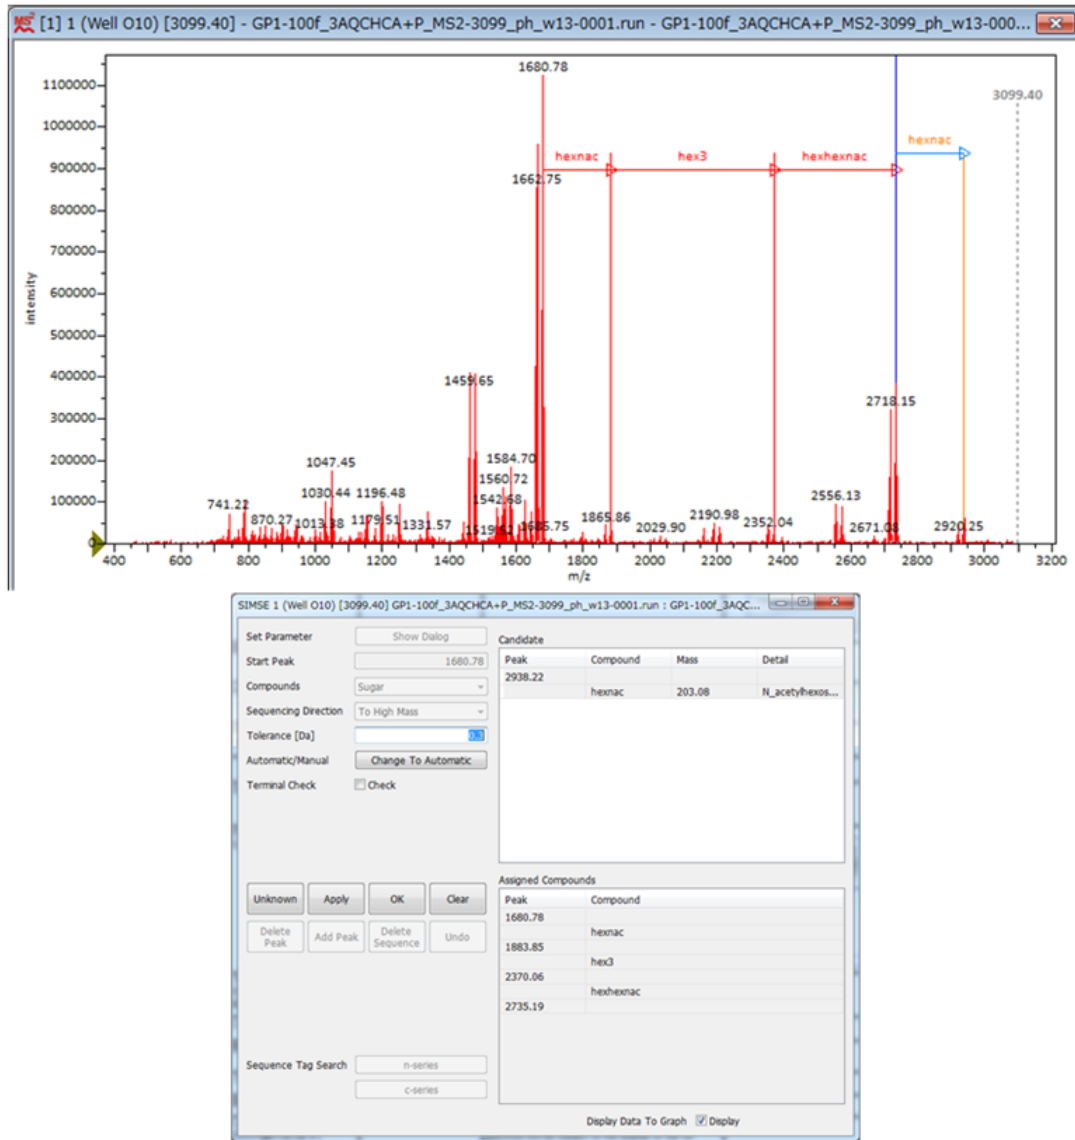 [1] 1 (Well O10) [3099.40] - GP1-100f_3AQCHCA+P_MS2-3099_ph_w13-0001.run - GP1-100f_3AQCHCA+P_MS2-3099_ph_w13-000...
1680.78
3099.40
hexnac
hex3
hexhexnac
hexnac
1662.75
intensity
1100000
1000000
900000
800000
700000
600000
500000
400000
300000
200000
100000
0
1459.65
2718.15
1584.70
1047.45
1560.72
1030.44
1196.48
1542.68
2556.13
741.22
870.27
1013.38
1179.51
1331.57
1865.86
2029.90
2190.98
2352.04
2671.08
2920.25
400
600
800
1000
1200
1400
1600
1800
2000
2200
2400
2600
2800
3000
3200
m/z
SIMSE 1 (Well O10) [3099.40] GP1-100f_3AQCHCA+P_MS2-3099_ph_w13-0001.run : GP1-100f_3AQC...
Set Parameter
Show Dialog
Start Peak
1680.78
Compounds
Sugar
Sequencing Direction
To High Mass
Tolerance [Da]
0.3
Automatic/Manual
Change To Automatic
Terminal Check
Check
Unknown
Apply
OK
Clear
Delete Peak
Add Peak
Delete Sequence
Undo
Sequence Tag Search
n-series
c-series
Candidate
Peak Compound Mass Detail
2938.22
hexnac 203.08 N_acetylhexos...
Assigned Compounds
Peak Compound
1680.78
hexnac
1883.85
hex3
2370.06
hexhexnac
2735.19
Display Data To Graph
Display